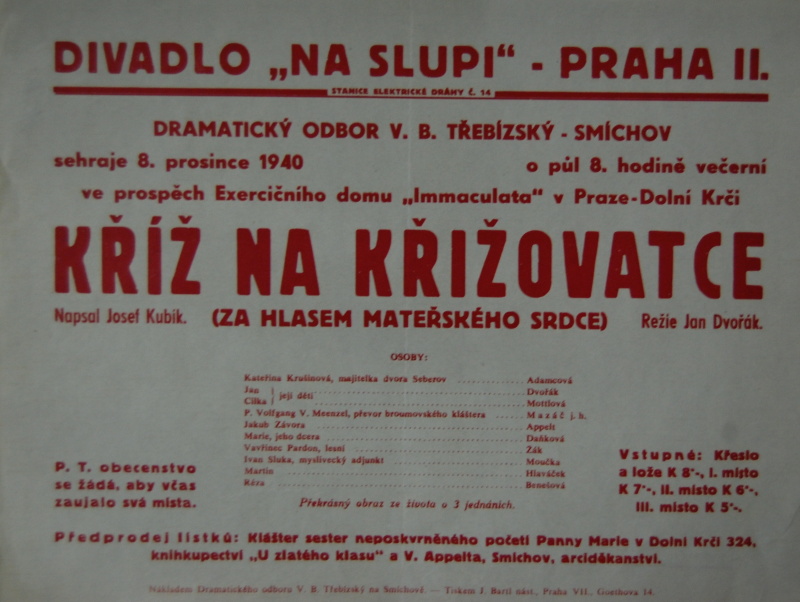 DIVADLO „NA SLUPI“ - PRAHA II.
STANICE ELEKTRICKÉ DRÁHY Č. 14
DRAMATICKÝ ODBOR V. B. TŘEBÍZSKÝ - SMÍCHOV
sehraje 8. prosince 1940 o půl 8. hodině večerní
ve prospěch Exercičního domu „Immaculata“ v Praze-Dolní Krči
KŘÍŽ NA KŘIŽOVATCE
Napsal Josef Kubík. (ZA HLASEM MATEŘSKÉHO SRDCE) Režie Jan Dvořák.
OSOBY:
Kateřina Krušinová, majitelka dvora Seberov Adamcová
Jan Dvořák
její děti
Cilka Mottlová
P. Volfgang V. Meenzel, převor broumovského kláštera Mazáč j. h.
Jakub Závora Appelt
Marie, jeho dcera Daňková
Vavřinec Pardon, lesní Žák
Ivan Sluka, myslivecký adjunkt Moučka
Martin Hlaváček
Róza Benešová
Překrásný obraz ze života o 3 jednáních.
P. T. obecenstvo
se žádá, aby včas
zaujalo svá místa.
Vstupné: Křeslo
a lože K 8·-, I. místo
K 7·-, II. místo K 6·-,
III. místo K 5·-.
Předprodej lístků: Klášter sester neposkvrněného početí Panny Marie v Dolní Krči 324,
knihkupectví „U zlatého klasu“ a V. Appelta, Smíchov, arciděkanství.
Nákladem Dramatického odboru V. B. Třebízský na Smíchově. — Tiskem J. Bartl nást., Praha VII., Goethova 14.